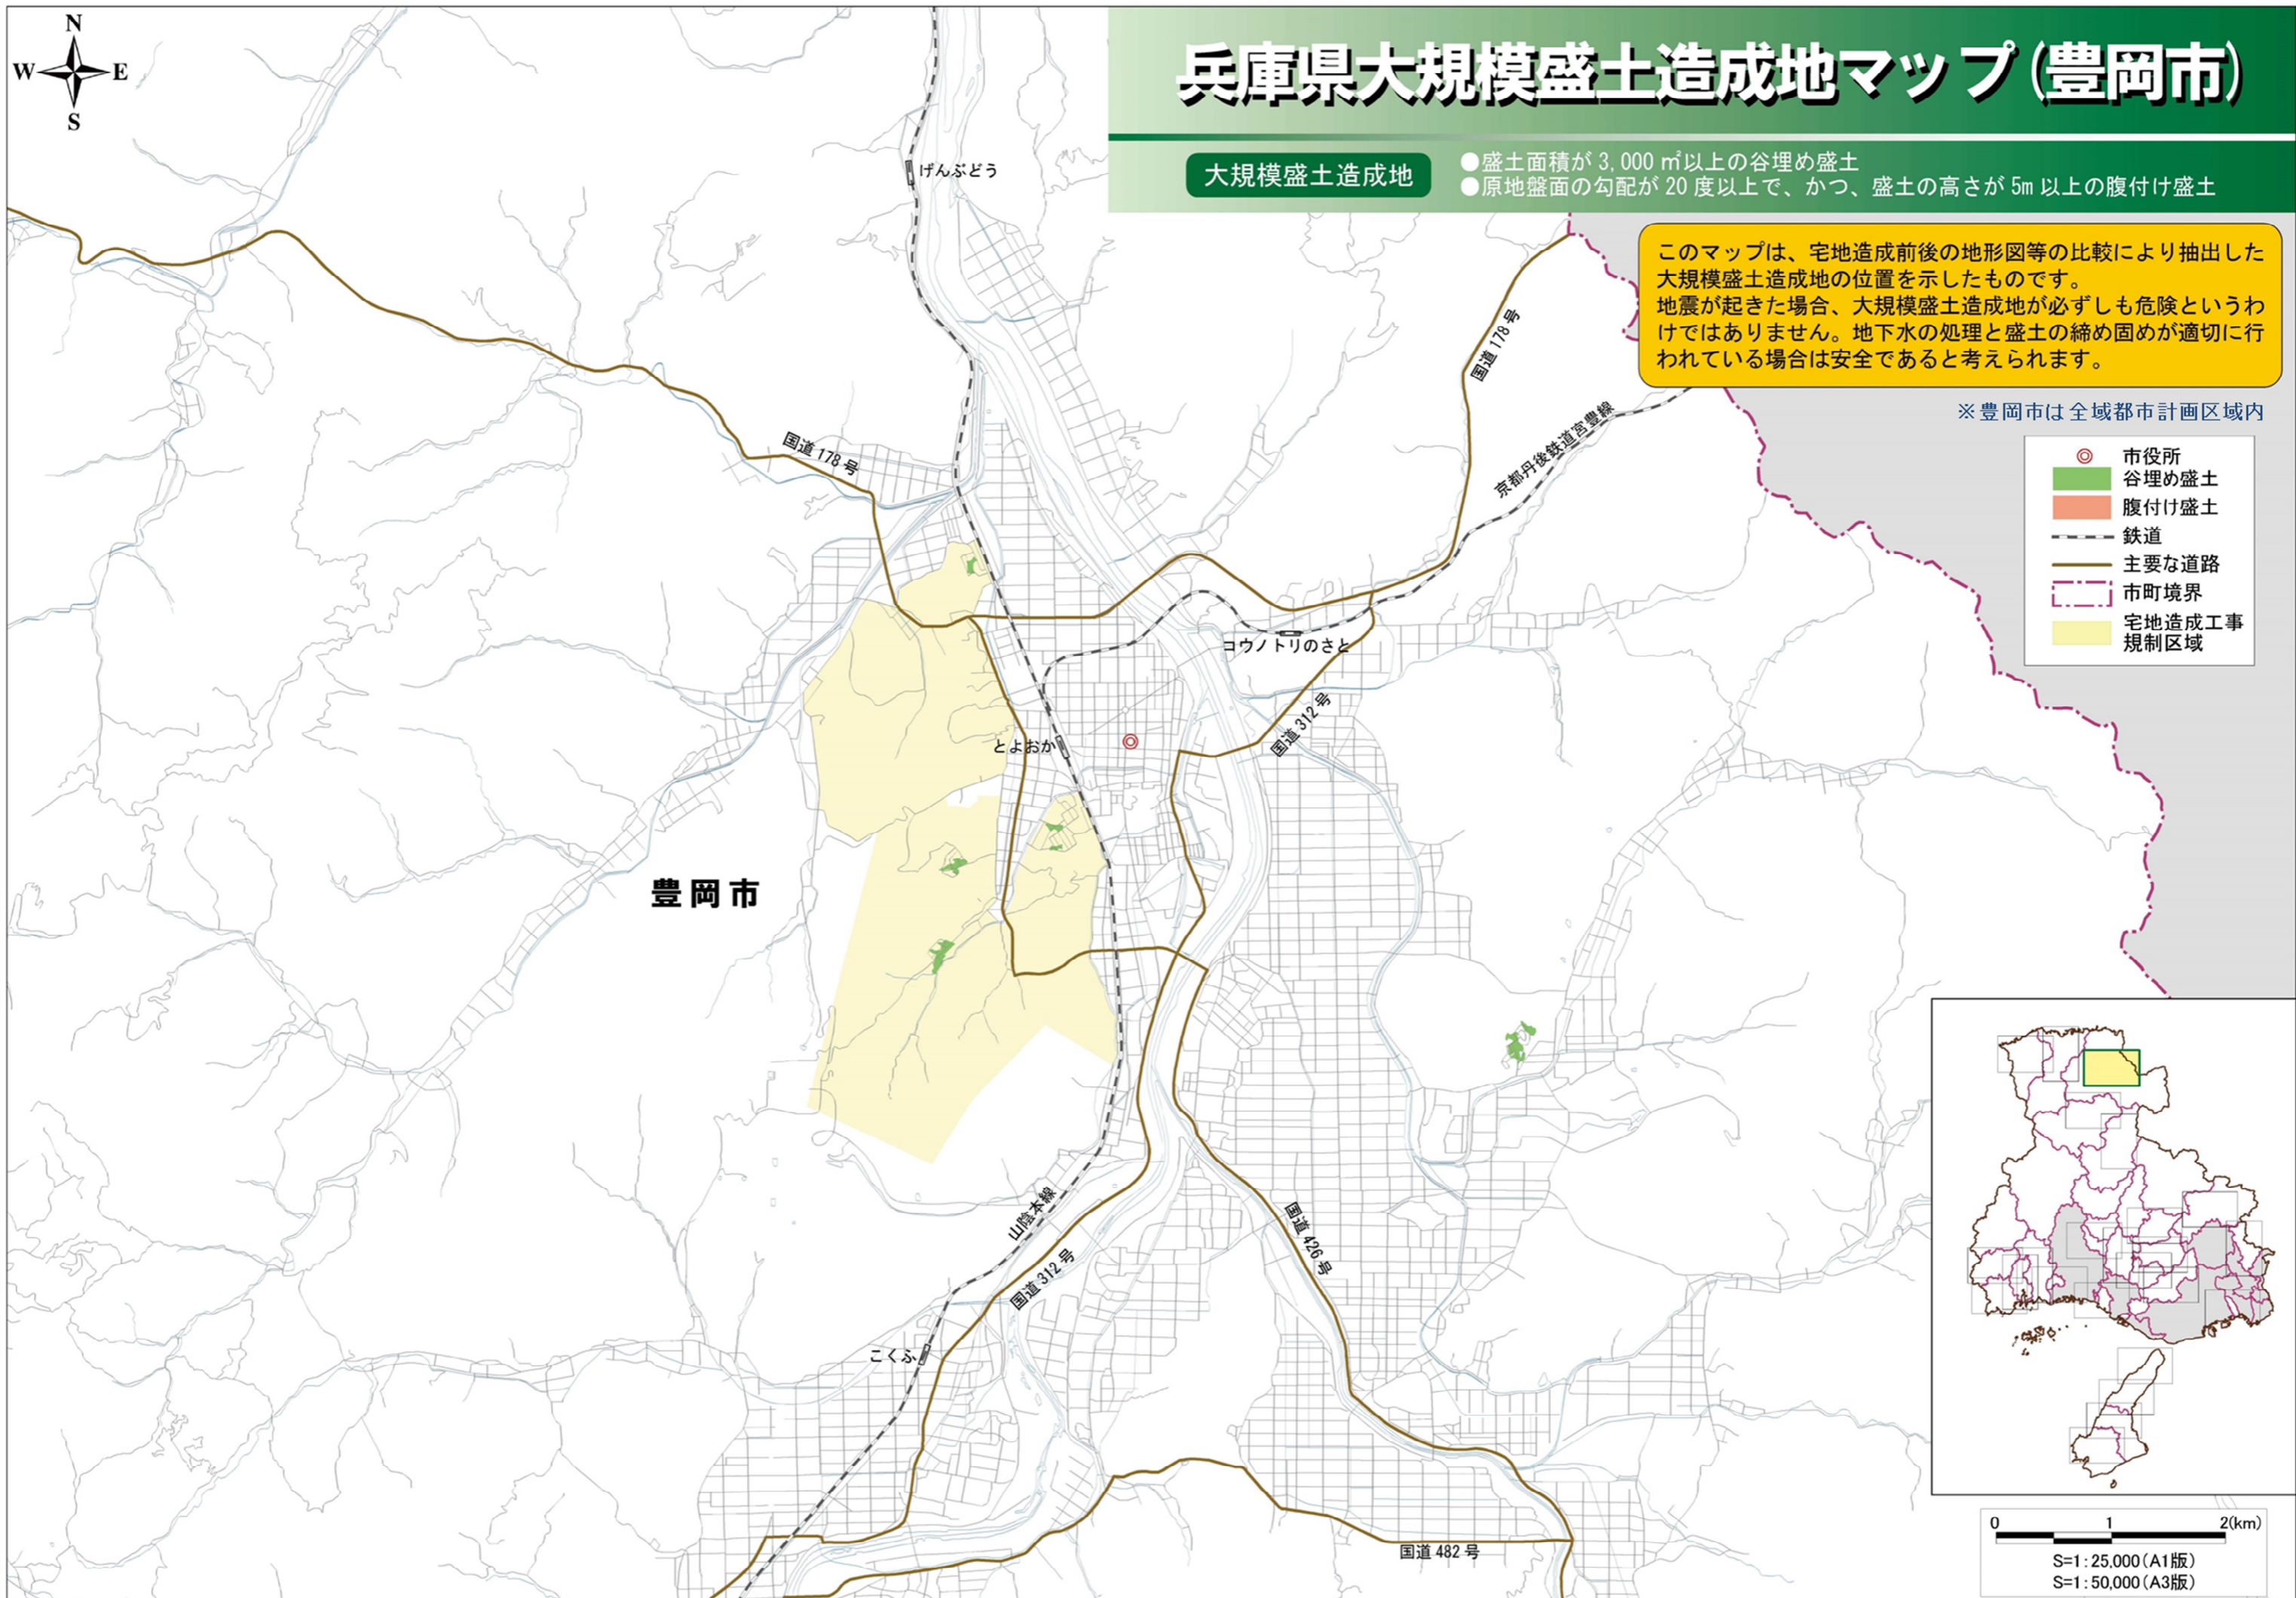 N
W
E
S
兵庫県大規模盛土造成地マップ(豊岡市)
大規模盛土造成地
●盛土面積が 3,000 ㎡以上の谷埋め盛土
●原地盤面の勾配が 20 度以上で、かつ、盛土の高さが 5m 以上の腹付け盛土
このマップは、宅地造成前後の地形図等の比較により抽出した
大規模盛土造成地の位置を示したものです。
地震が起きた場合、大規模盛土造成地が必ずしも危険というわ
けではありません。地下水の処理と盛土の締め固めが適切に行
われている場合は安全であると考えられます。
※豊岡市は全域都市計画区域内
市役所
谷埋め盛土
腹付け盛土
鉄道
主要な道路
市町境界
宅地造成工事
規制区域
げんぶどう
国道 178 号
国道 178 号
京都丹後鉄道宮豊線
コウノトリのさと
国道 312 号
とよおか
豊岡市
山陰本線
国道 312 号
国道 426 号
こくふ
国道 482 号
0 1 2(km)
S=1:25,000(A1版)
S=1:50,000(A3版)